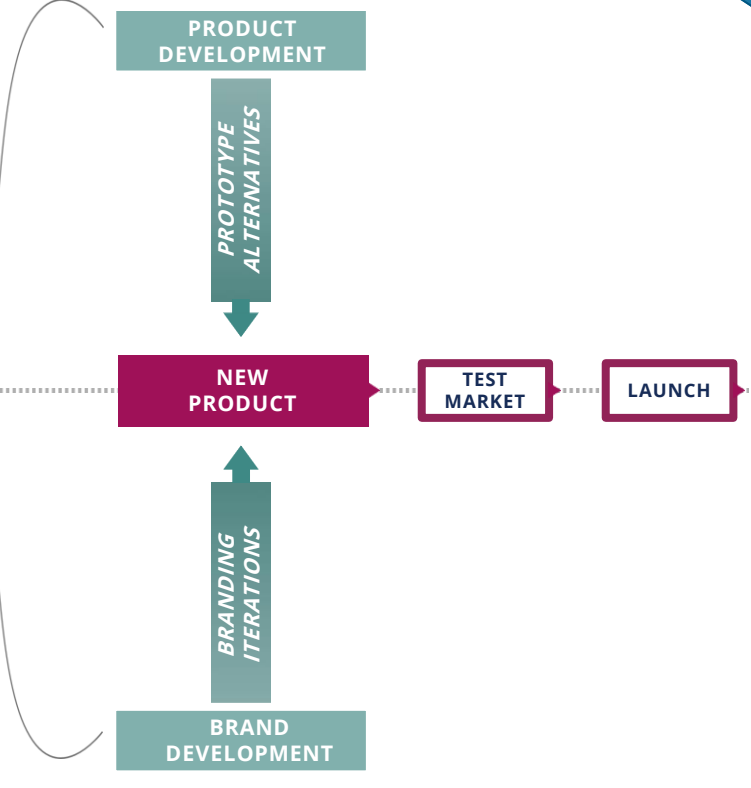 PRODUCT
DEVELOPMENT
PROTOTYPE
ALTERNATIVES
NEW
PRODUCT
TEST
MARKET
LAUNCH
BRANDING
ITERATIONS
BRAND
DEVELOPMENT